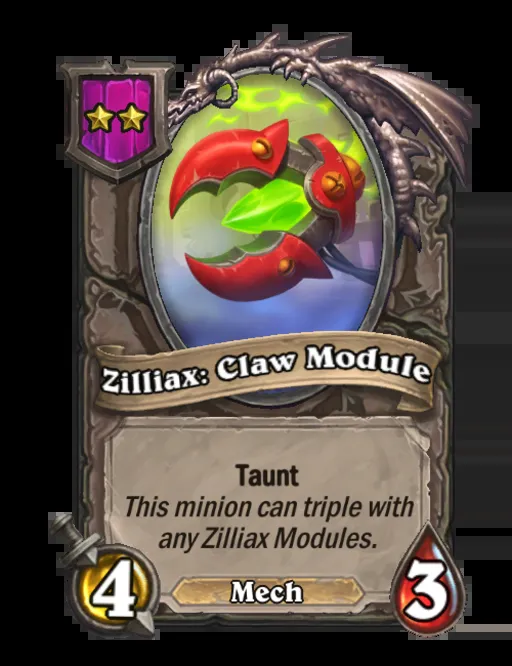 Zilliax: Claw Module
Taunt
This minion can triple with
any Zilliax Modules.
4
Mech
3